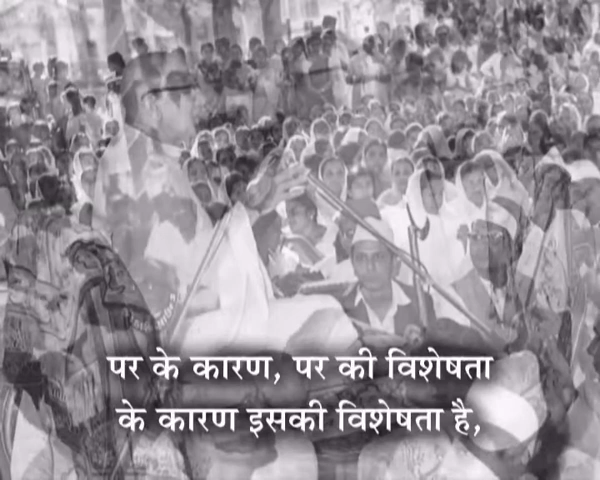 पर के कारण, पर की विशेषता
के कारण इसकी विशेषता है,